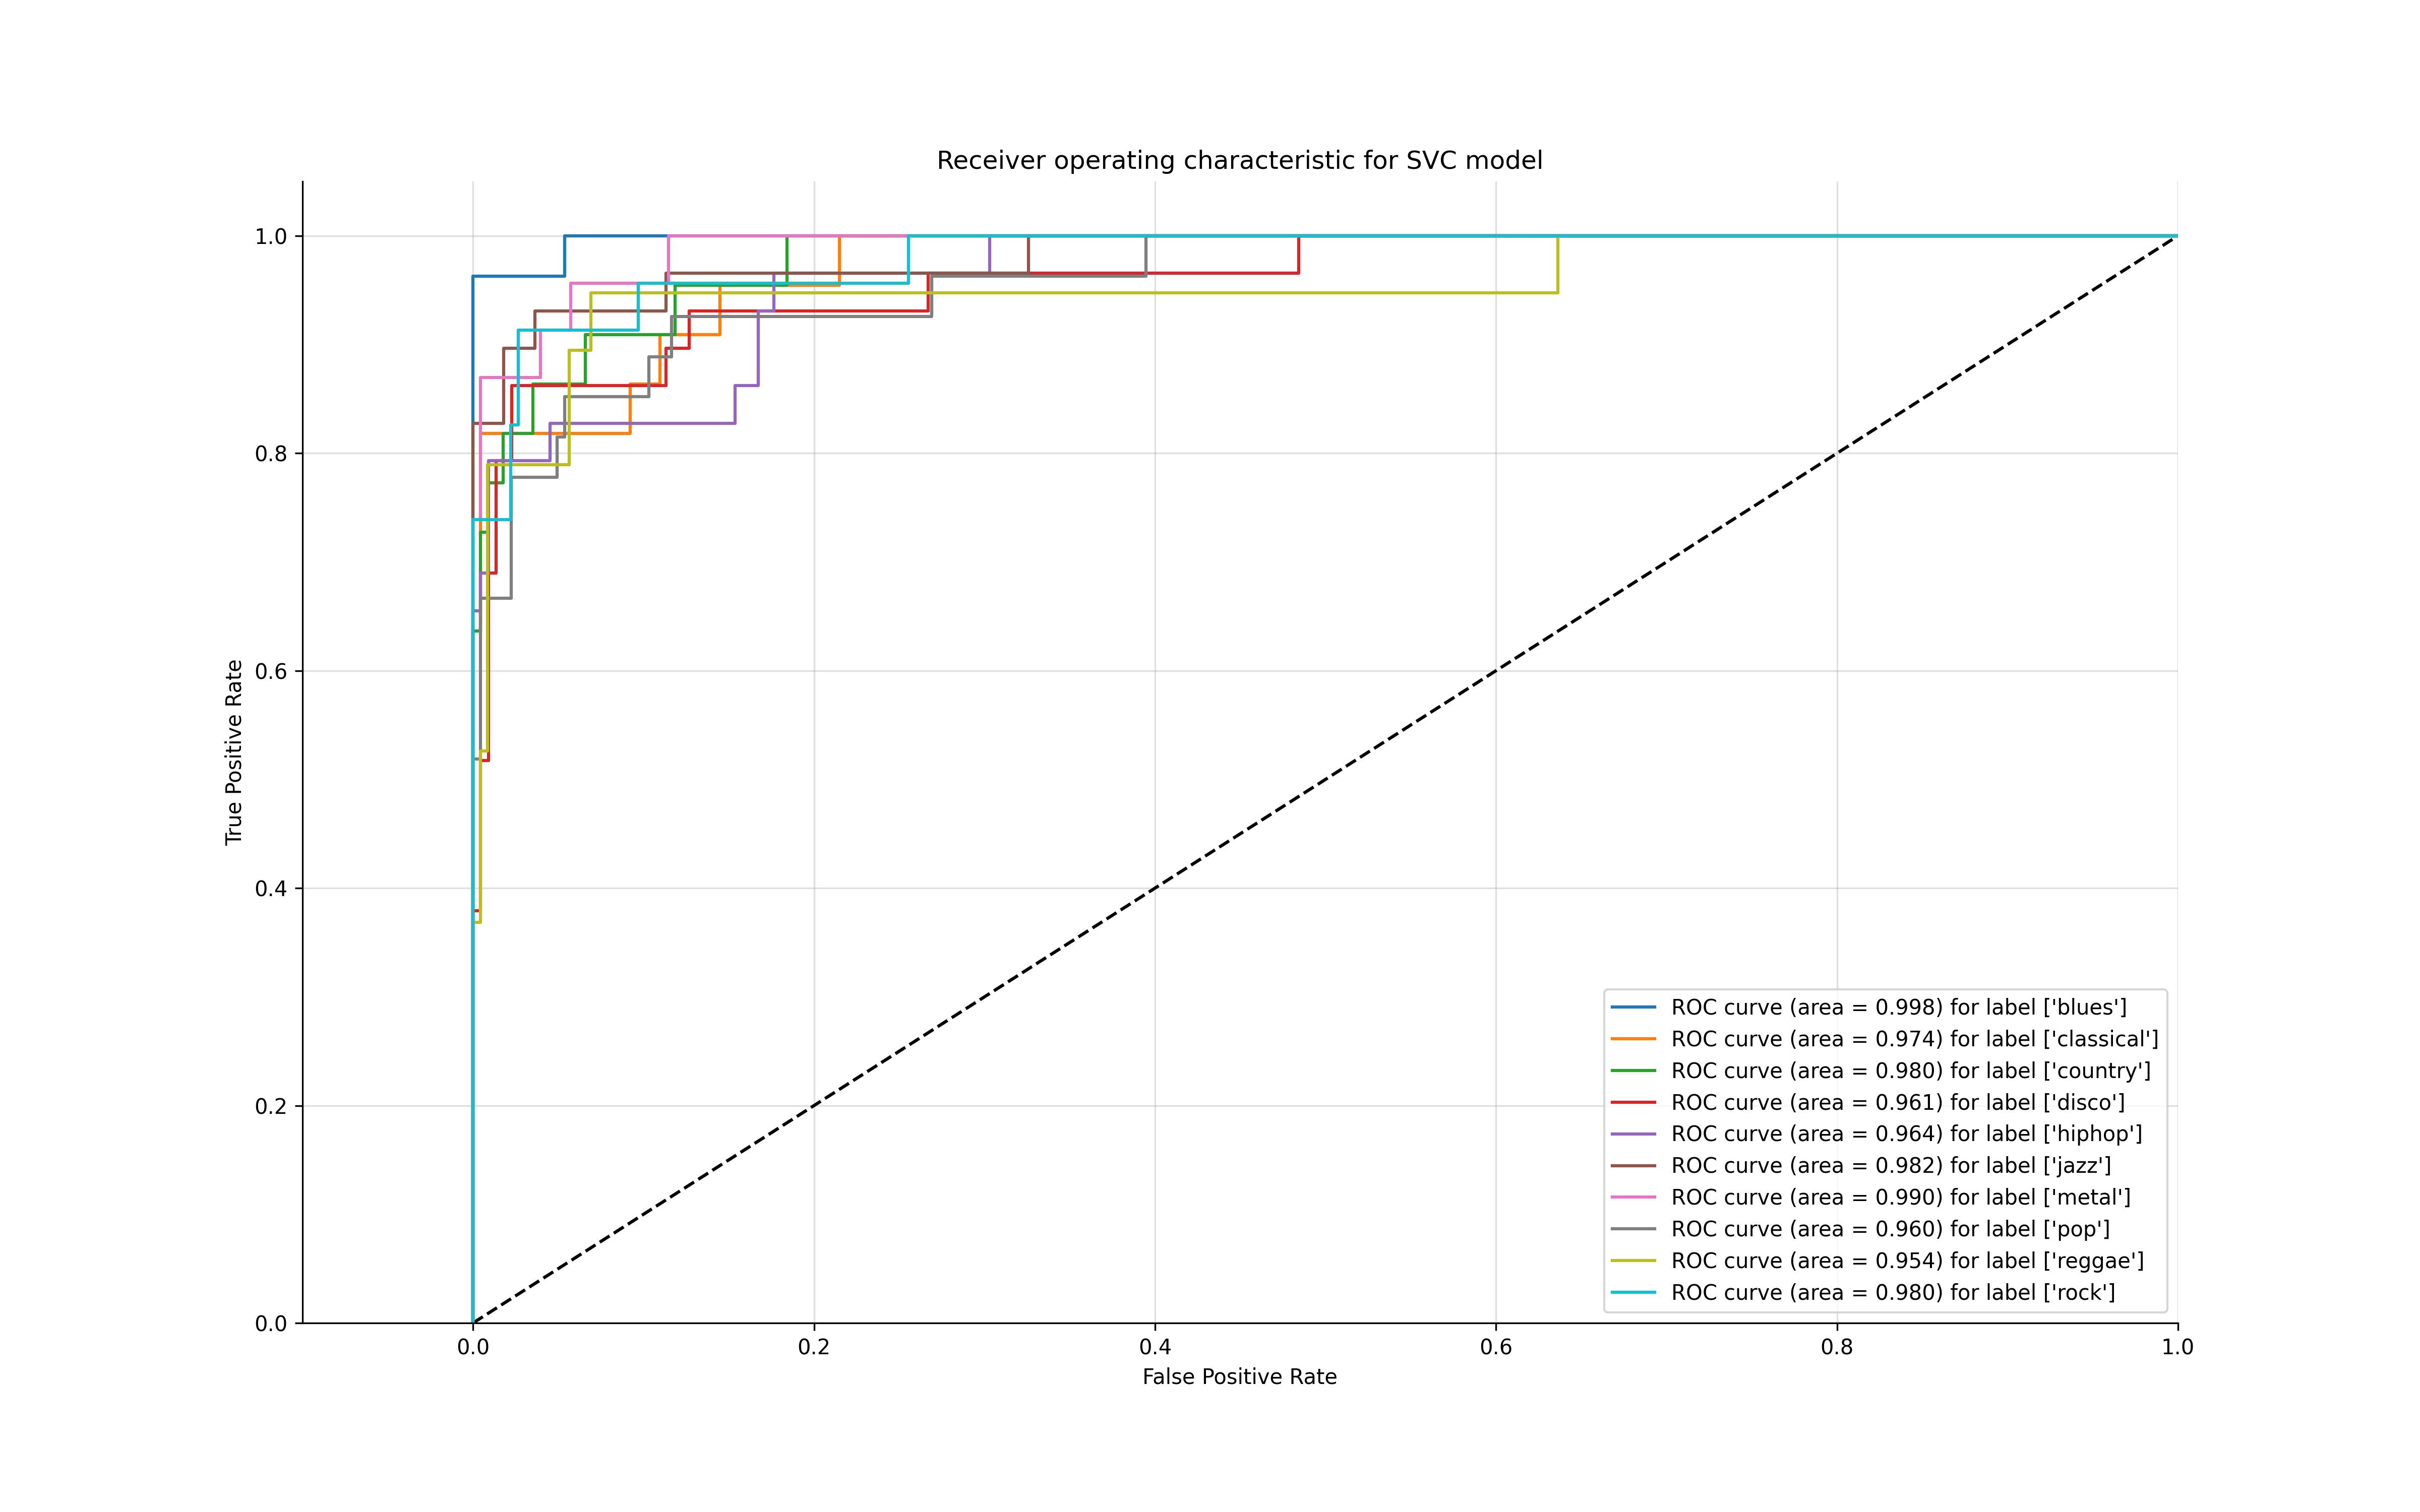 Receiver operating characteristic for SVC model
1.0
0.8
0.6
0.4
0.2
0.0
True Positive Rate
0.0
0.2
0.4
0.6
0.8
1.0
False Positive Rate
ROC curve (area = 0.998) for label ['blues']
ROC curve (area = 0.974) for label ['classical']
ROC curve (area = 0.980) for label ['country']
ROC curve (area = 0.961) for label ['disco']
ROC curve (area = 0.964) for label ['hiphop']
ROC curve (area = 0.982) for label ['jazz']
ROC curve (area = 0.990) for label ['metal']
ROC curve (area = 0.960) for label ['pop']
ROC curve (area = 0.954) for label ['reggae']
ROC curve (area = 0.980) for label ['rock']